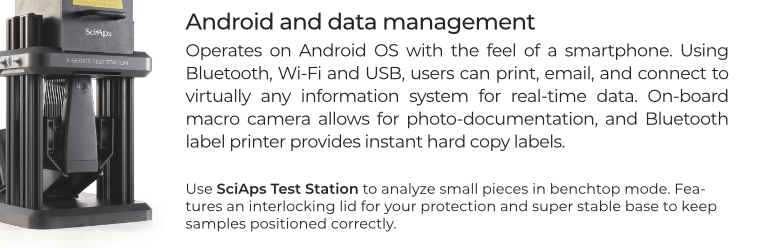 SciAps
X-SERIES TEST STATION
Android and data management
Operates on Android OS with the feel of a smartphone. Using
Bluetooth, Wi-Fi and USB, users can print, email, and connect to
virtually any information system for real-time data. On-board
macro camera allows for photo-documentation, and Bluetooth
label printer provides instant hard copy labels.
Use SciAps Test Station to analyze small pieces in benchtop mode. Fea-
tures an interlocking lid for your protection and super stable base to keep
samples positioned correctly.